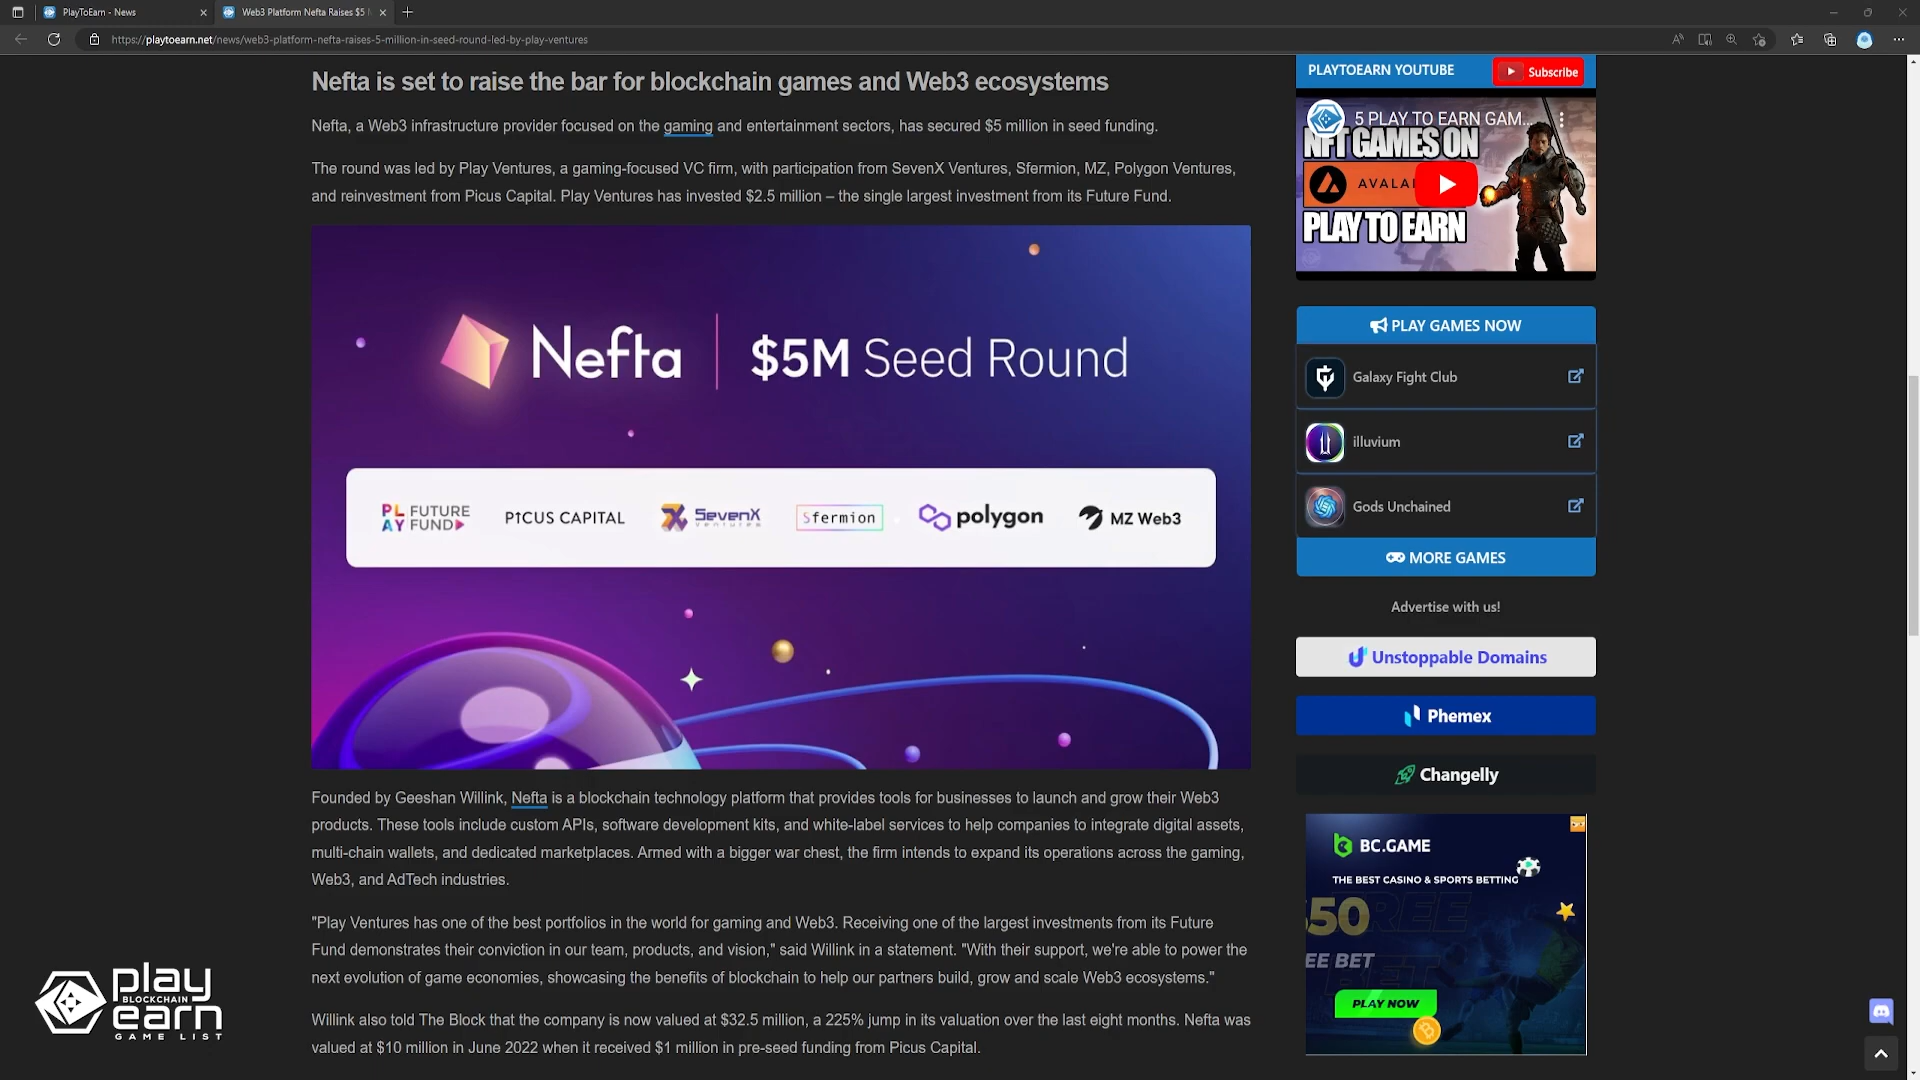 PlayToEarn - News
Web3 Platform Nefta Raises $5
https://playtoearn.net/news/web3-platform-nefta-raises-5-million-in-seed-round-led-by-play-ventures
Nefta is set to raise the bar for blockchain games and Web3 ecosystems
Nefta, a Web3 infrastructure provider focused on the gaming and entertainment sectors, has secured $5 million in seed funding.
The round was led by Play Ventures, a gaming-focused VC firm, with participation from SevenX Ventures, Sfermion, MZ, Polygon Ventures,
and reinvestment from Picus Capital. Play Ventures has invested $2.5 million – the single largest investment from its Future Fund.
Nefta | $5M Seed Round
PLAY FUTURE FUND
PICUS CAPITAL
SevenX
ventures
Sfermion
polygon
MZ Web3
Founded by Geeshan Willink, Nefta is a blockchain technology platform that provides tools for businesses to launch and grow their Web3
products. These tools include custom APIs, software development kits, and white-label services to help companies to integrate digital assets,
multi-chain wallets, and dedicated marketplaces. Armed with a bigger war chest, the firm intends to expand its operations across the gaming,
Web3, and AdTech industries.
"Play Ventures has one of the best portfolios in the world for gaming and Web3. Receiving one of the largest investments from its Future
Fund demonstrates their conviction in our team, products, and vision," said Willink in a statement. "With their support, we're able to power the
next evolution of game economies, showcasing the benefits of blockchain to help our partners build, grow and scale Web3 ecosystems."
Willink also told The Block that the company is now valued at $32.5 million, a 225% jump in its valuation over the last eight months. Nefta was
valued at $10 million in June 2022 when it received $1 million in pre-seed funding from Picus Capital.
PLAYTOEARN YOUTUBE
Subscribe
5 PLAY TO EARN GAM...
NFT GAMES ON
AVALA
PLAY TO EARN
PLAY GAMES NOW
Galaxy Fight Club
illuvium
Gods Unchained
MORE GAMES
Advertise with us!
Unstoppable Domains
Phemex
Changelly
BC.GAME
THE BEST CASINO & SPORTS BETTING
50 REE
EE BET
BET
PLAY NOW
play
BLOCKCHAIN
earn
GAME LIST